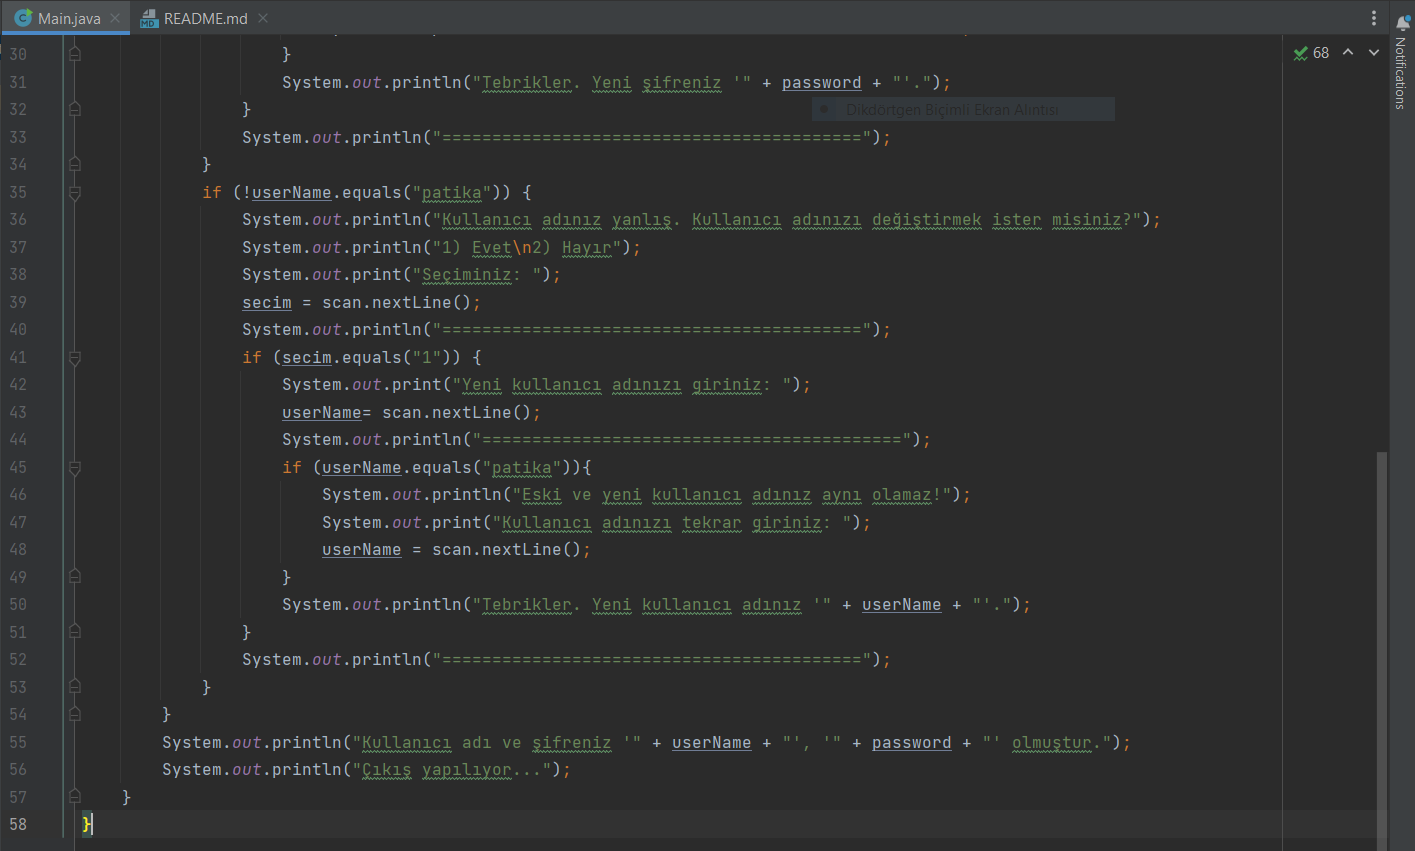 Main.java
README.md
68
Notifications
30 }
31 System.out.println("Tebrikler. Yeni şifreniz '" + password + "'.");
Dikdörtgen Biçimli Ekran Alıntısı
32 }
33 System.out.println("==========================================");
34 }
35 if (!userName.equals("patika")) {
36 System.out.println("Kullanıcı adınız yanlış. Kullanıcı adınızı değiştirmek ister misiniz?");
37 System.out.println("1) Evet\n2) Hayır");
38 System.out.print("Seçiminiz: ");
39 secim = scan.nextLine();
40 System.out.println("==========================================");
41 if (secim.equals("1")) {
42 System.out.print("Yeni kullanıcı adınızı giriniz: ");
43 userName= scan.nextLine();
44 System.out.println("==========================================");
45 if (userName.equals("patika")){
46 System.out.println("Eski ve yeni kullanıcı adınız aynı olamaz!");
47 System.out.print("Kullanıcı adınızı tekrar giriniz: ");
48 userName = scan.nextLine();
49 }
50 System.out.println("Tebrikler. Yeni kullanıcı adınız '" + userName + "'.");
51 }
52 System.out.println("==========================================");
53 }
54 }
55 System.out.println("Kullanıcı adı ve şifreniz '" + userName + "', '" + password + "' olmuştur.");
56 System.out.println("Çıkış yapılıyor...");
57 }
58 }